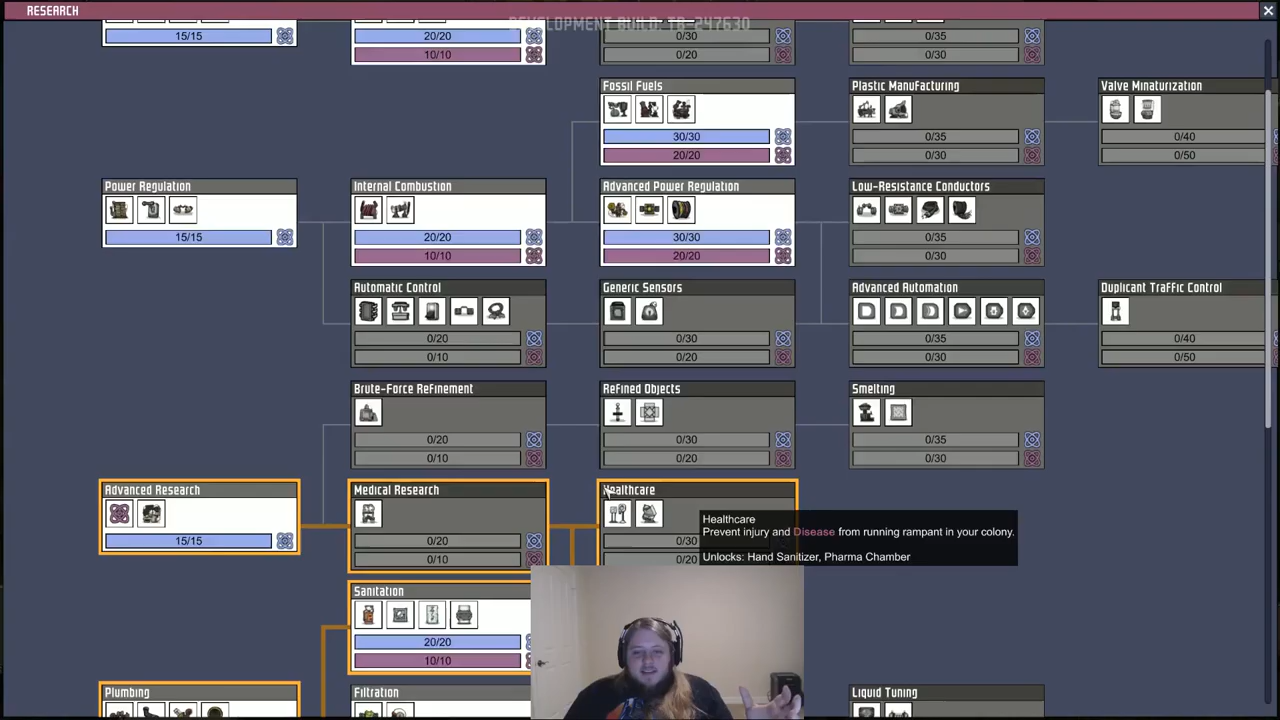 RESEARCH
DEVELOPMENT BUILD: TB-247630
15/15
20/20
0/30
0/35
10/10
0/20
0/30
Fossil Fuels
Plastic Manufacturing
Valve Minaturization
30/30
0/35
0/40
20/20
0/30
0/50
Power Regulation
Internal Combustion
Advanced Power Regulation
Low-Resistance Conductors
15/15
20/20
30/30
0/35
10/10
20/20
0/30
Automatic Control
Generic Sensors
Advanced Automation
Duplicant Traffic Control
0/20
0/30
0/35
0/40
0/10
0/20
0/30
0/50
Brute-Force Refinement
Refined Objects
Smelting
0/20
0/30
0/35
0/10
0/20
0/30
Advanced Research
Medical Research
Healthcare
15/15
0/20
0/30
0/10
0/20
Healthcare
Prevent injury and Disease from running rampant in your colony.
Unlocks: Hand Sanitizer, Pharma Chamber
Sanitation
20/20
10/10
Plumbing
Filtration
Liquid Tuning